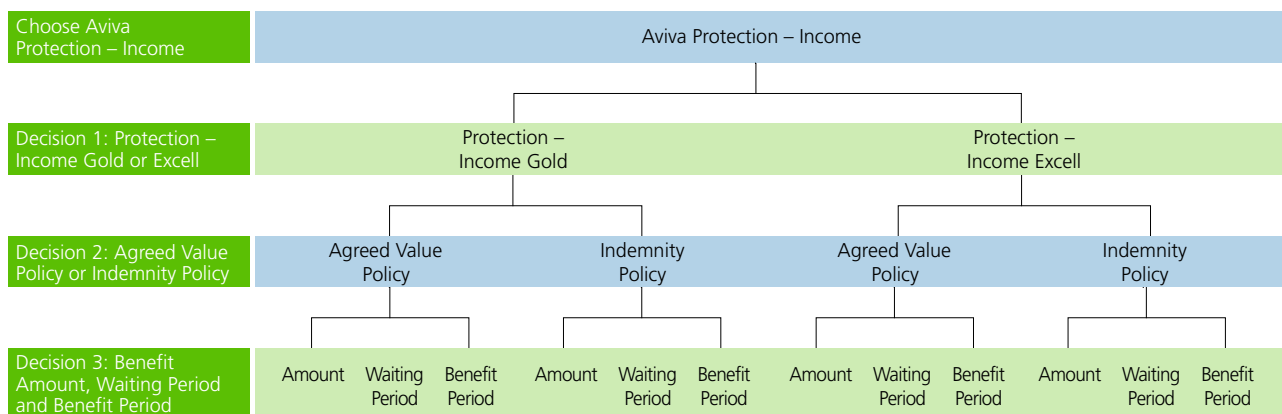 Choose Aviva
Protection – Income
Aviva Protection – Income
Decision 1: Protection –
Income Gold or Excell
Protection –
Income Gold
Protection –
Income Excell
Decision 2: Agreed Value
Policy or Indemnity Policy
Agreed Value
Policy
Indemnity
Policy
Agreed Value
Policy
Indemnity
Policy
Decision 3: Benefit
Amount, Waiting Period
and Benefit Period
Amount
Waiting
Period
Benefit
Period
Amount
Waiting
Period
Benefit
Period
Amount
Waiting
Period
Benefit
Period
Amount
Waiting
Period
Benefit
Period